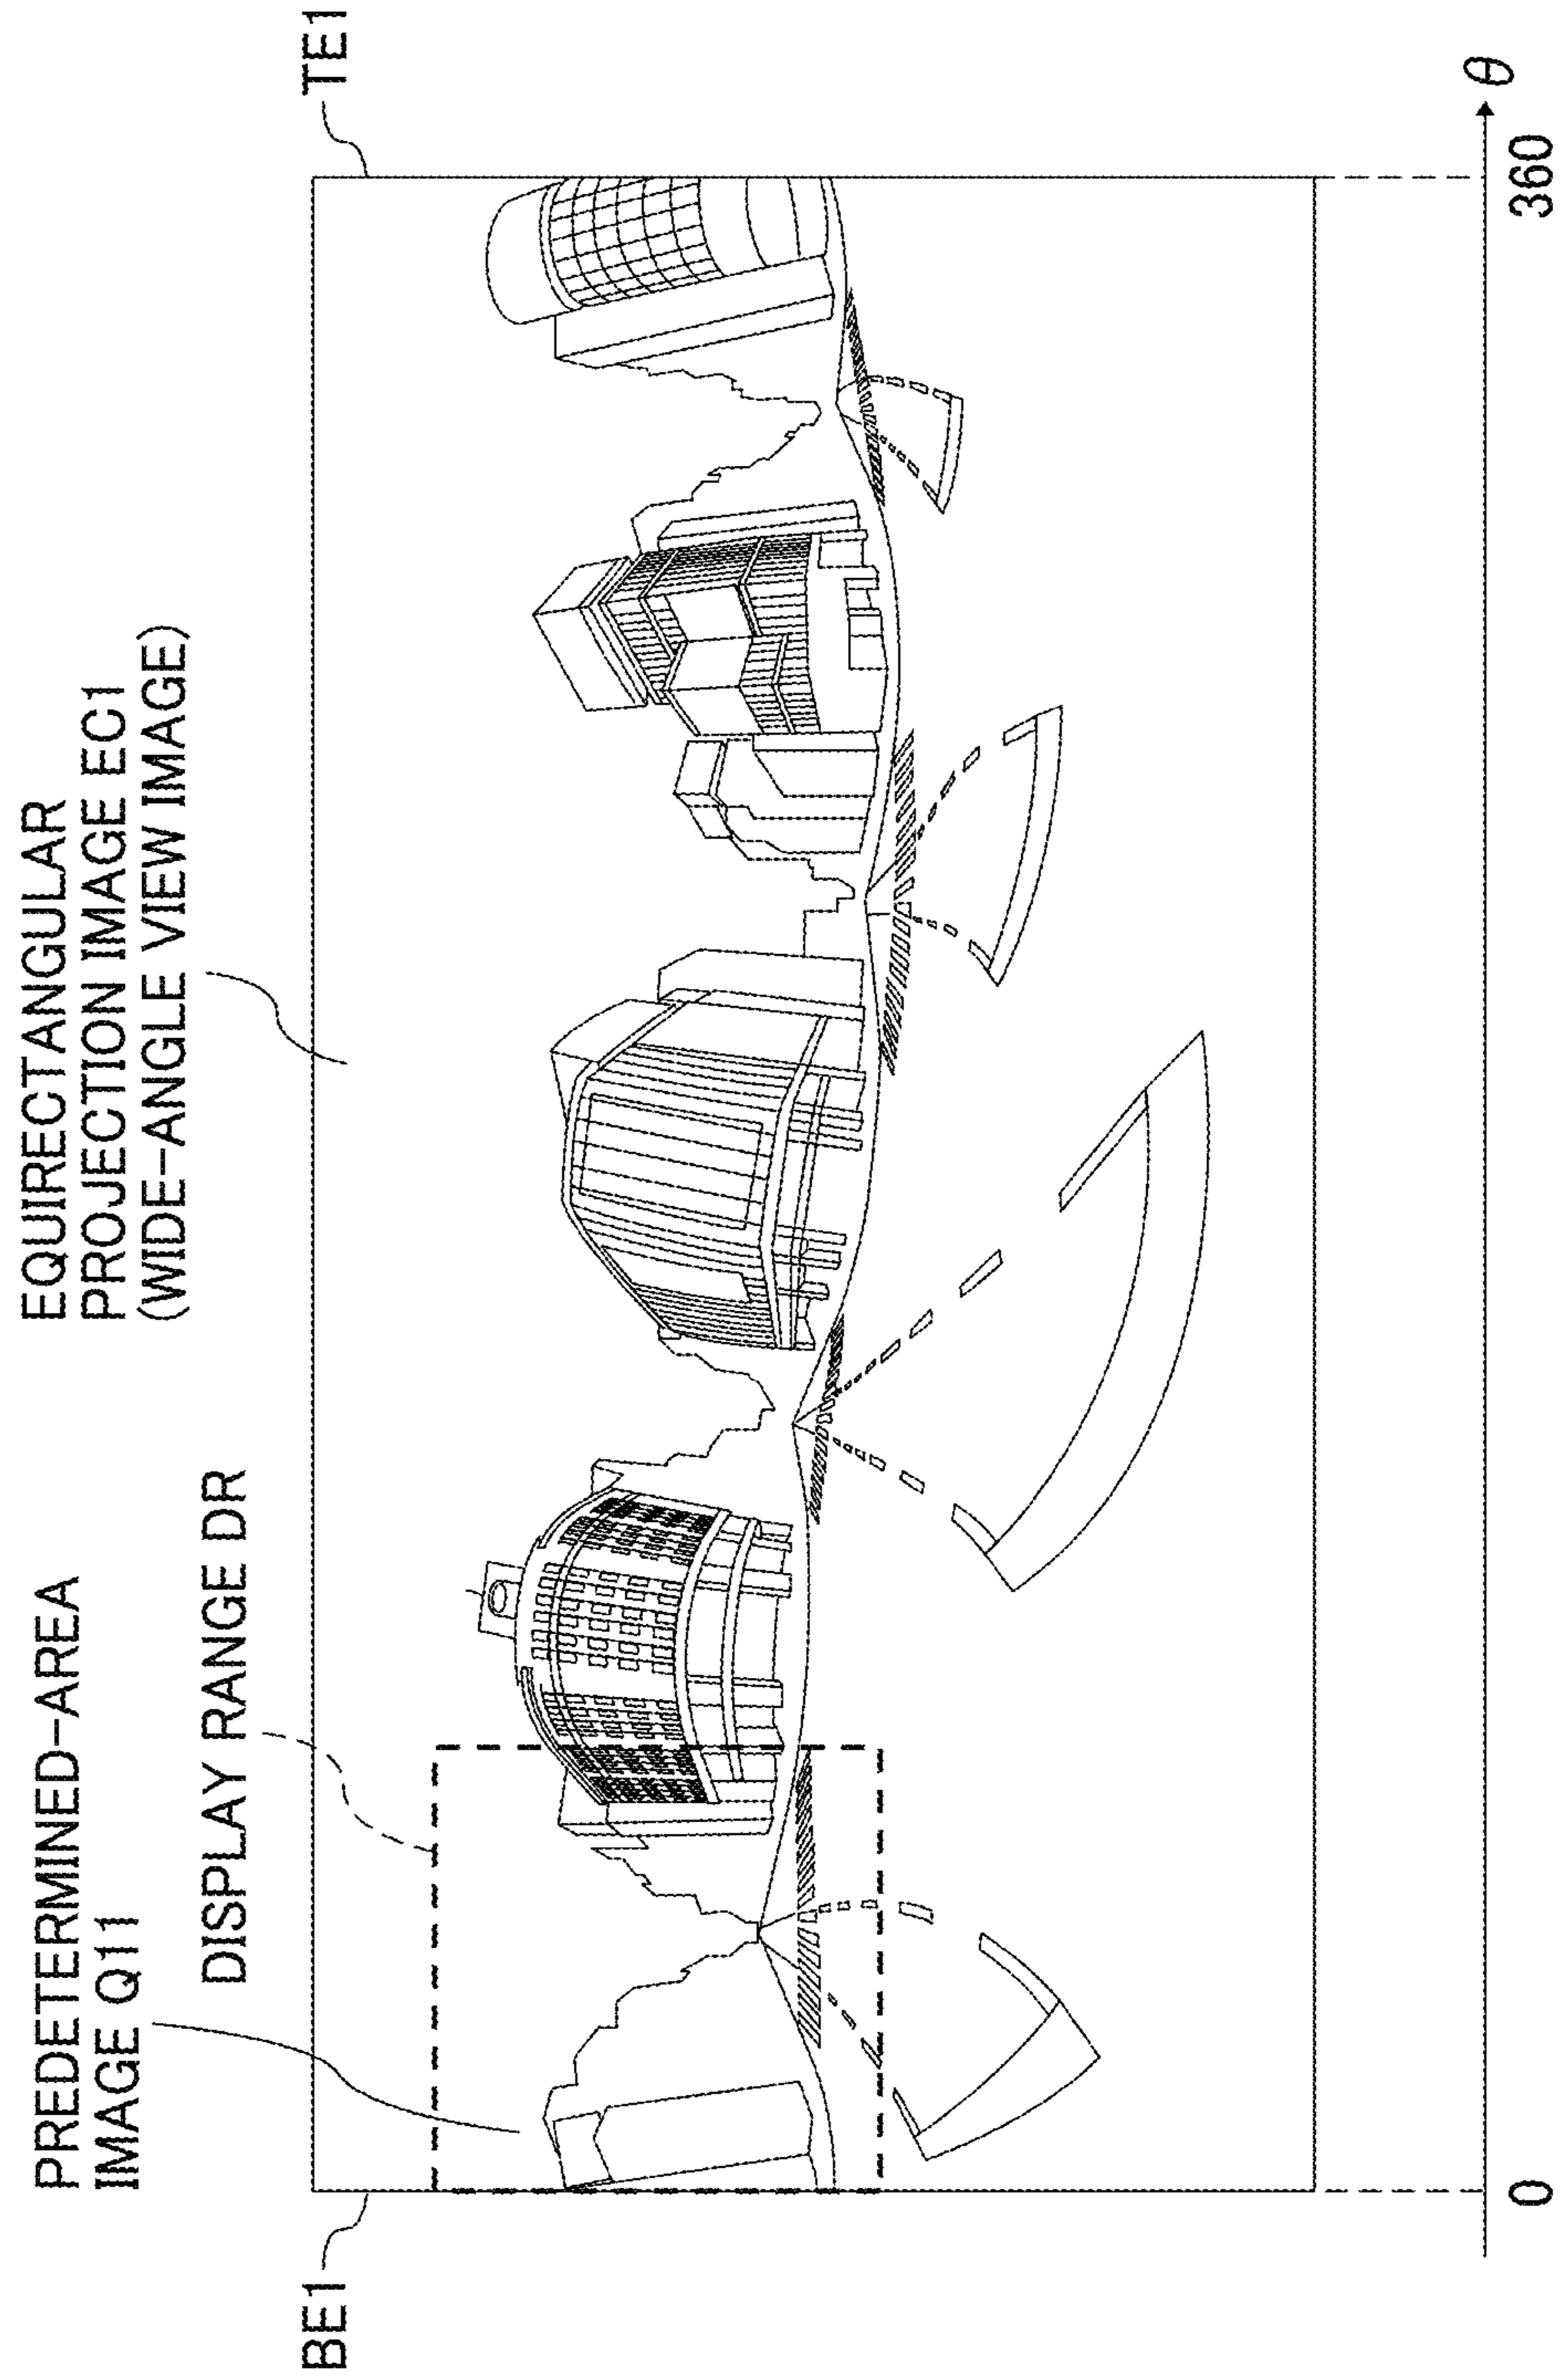 EQUIRECTANGULAR
PROJECTION IMAGE EC1
(WIDE-ANGLE VIEW IMAGE)
PREDETERMINED-AREA
IMAGE Q11
DISPLAY RANGE DR
BE1
TE1
0
360
θ